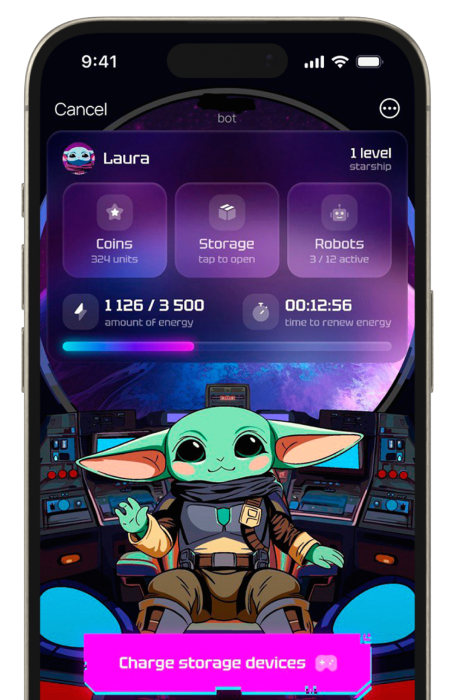 9:41
Cancel
bot
Laura
1 level
starship
Coins
324 units
Storage
tap to open
Robots
3 / 12 active
1 126 / 3 500
amount of energy
00:12:56
time to renew energy
Charge storage devices